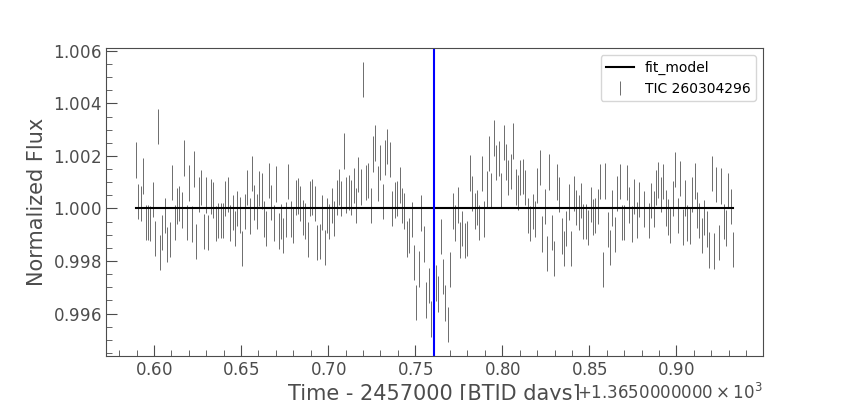 1.006
fit_model
TIC 260304296
1.004
1.002
1.000
0.998
0.996
Normalized Flux
0.60 0.65 0.70 0.75 0.80 0.85 0.90
Time - 2457000 [BTJD days]
+1.3650000000 × 10³